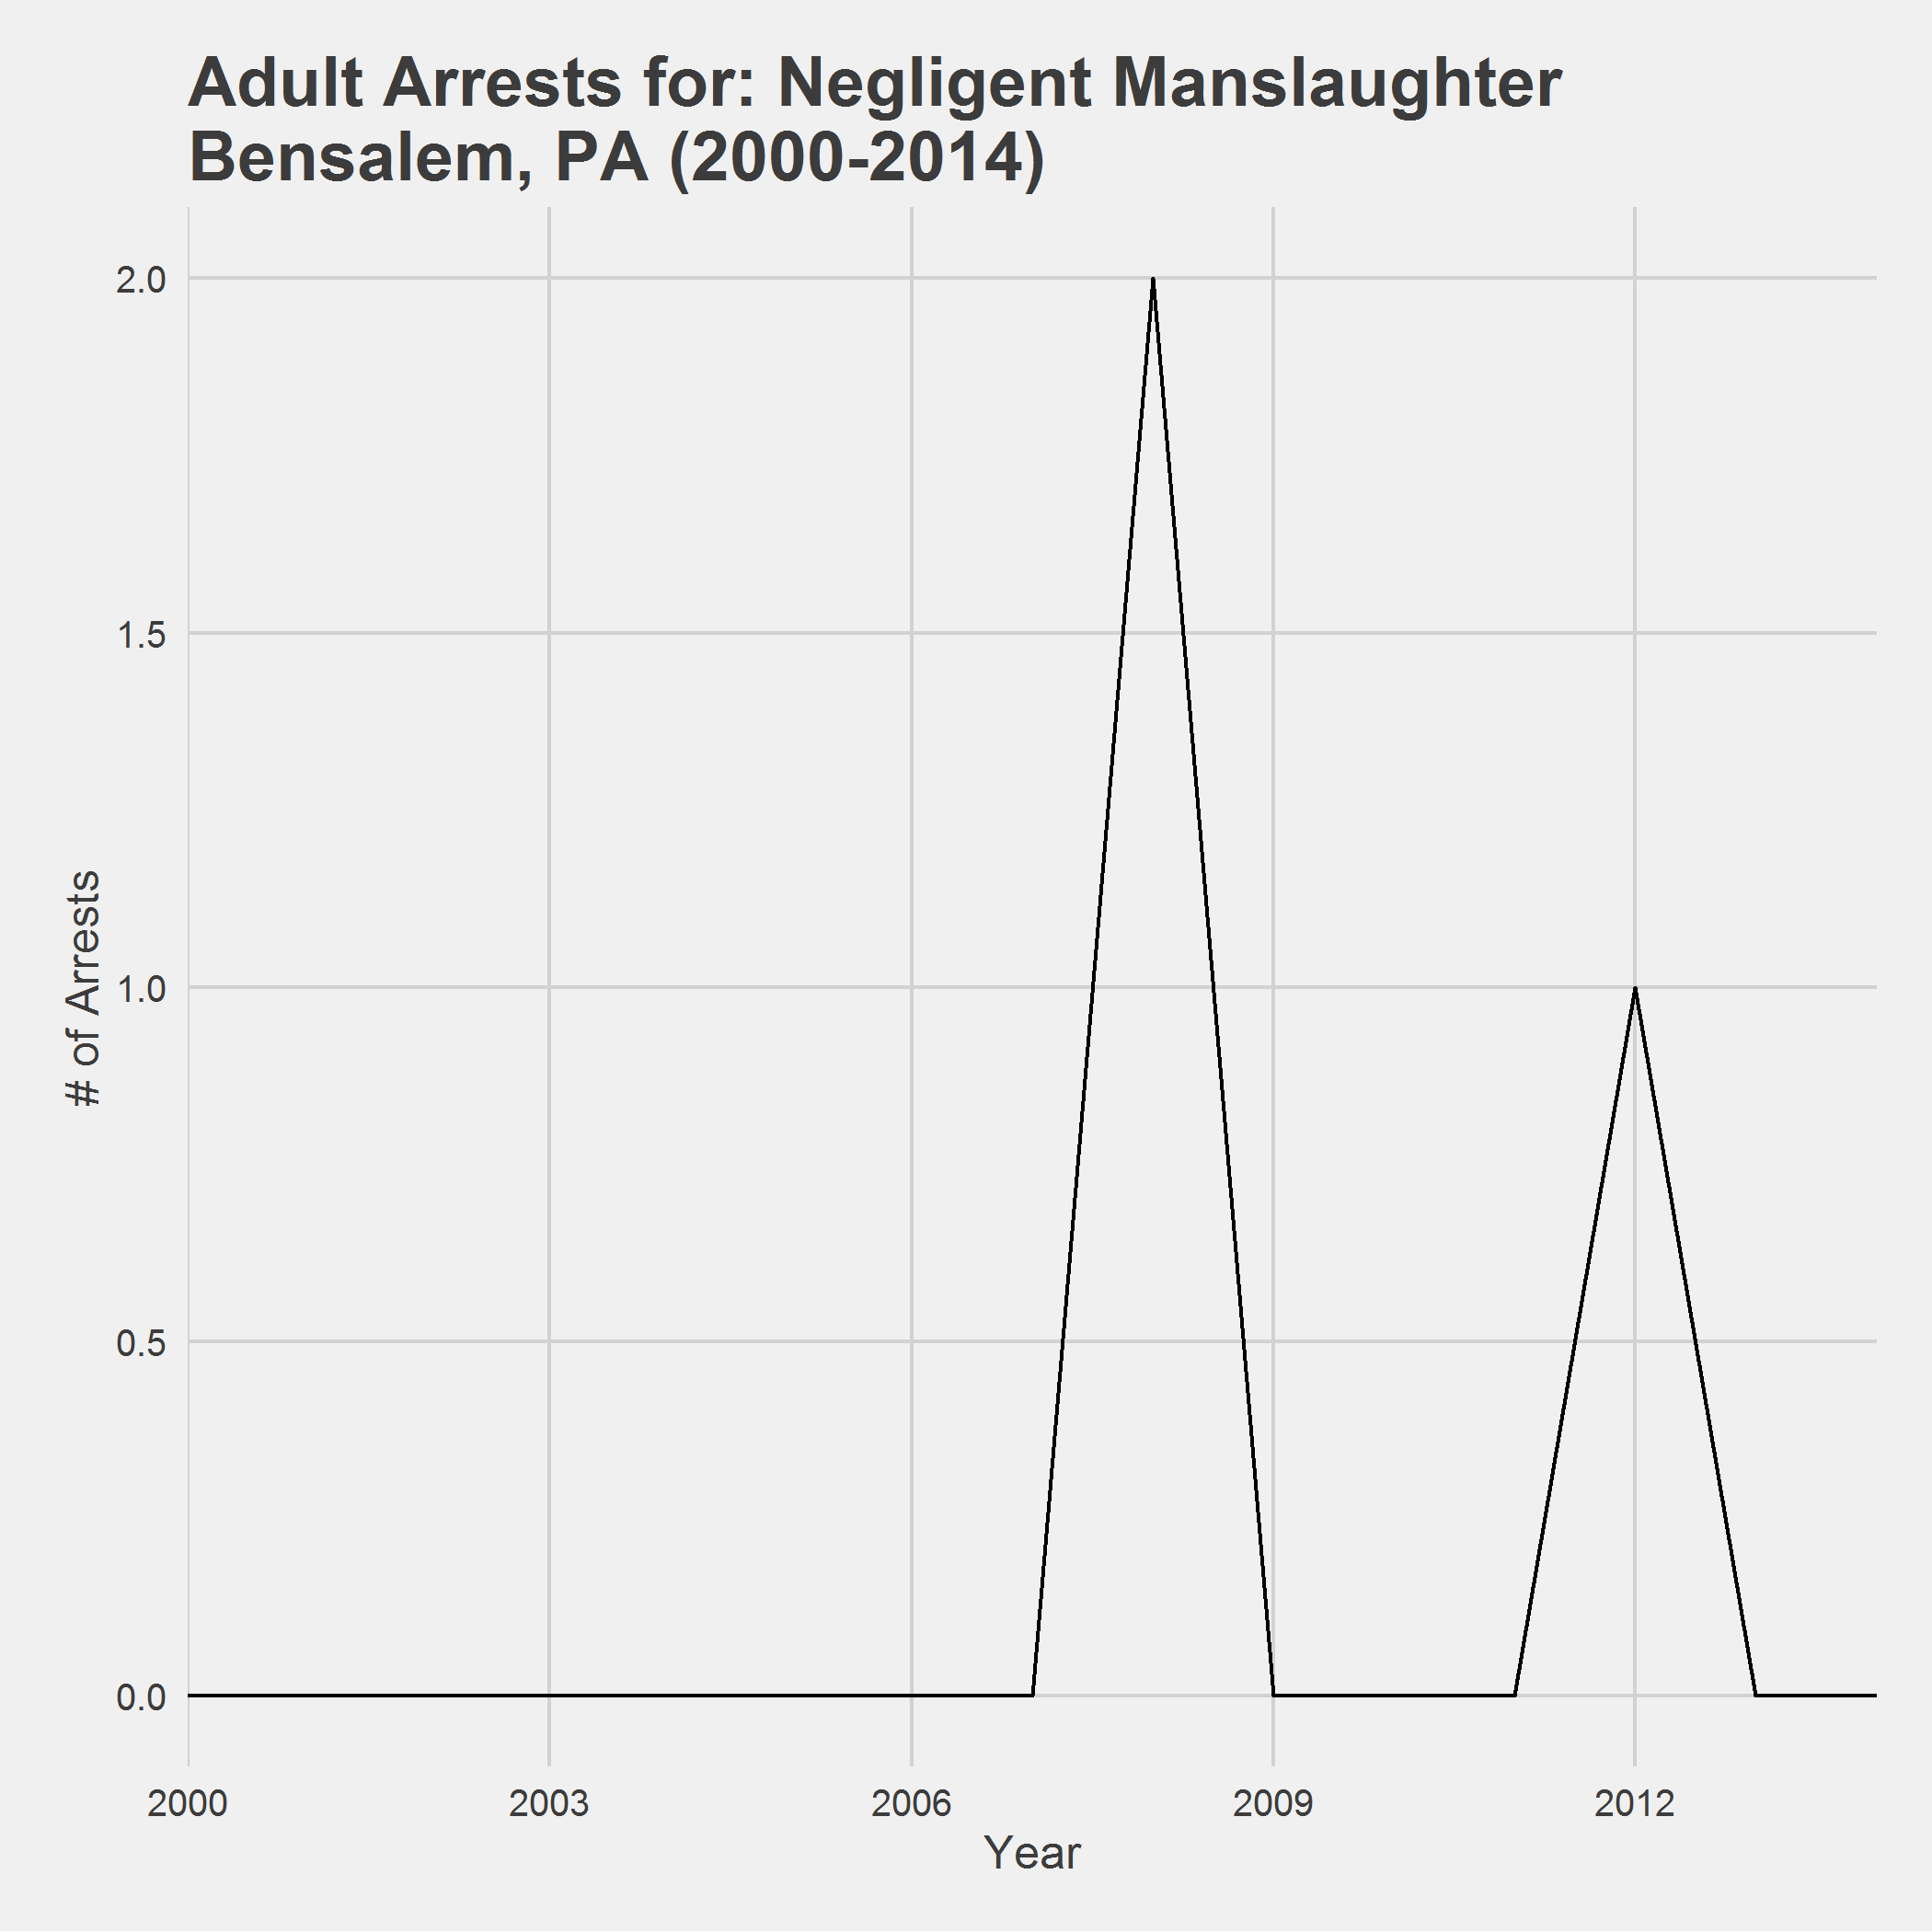 Adult Arrests for: Negligent Manslaughter
Bensalem, PA (2000-2014)
2.0
1.5
1.0
0.5
0.0
# of Arrests
2000 2003 2006 2009 2012
Year